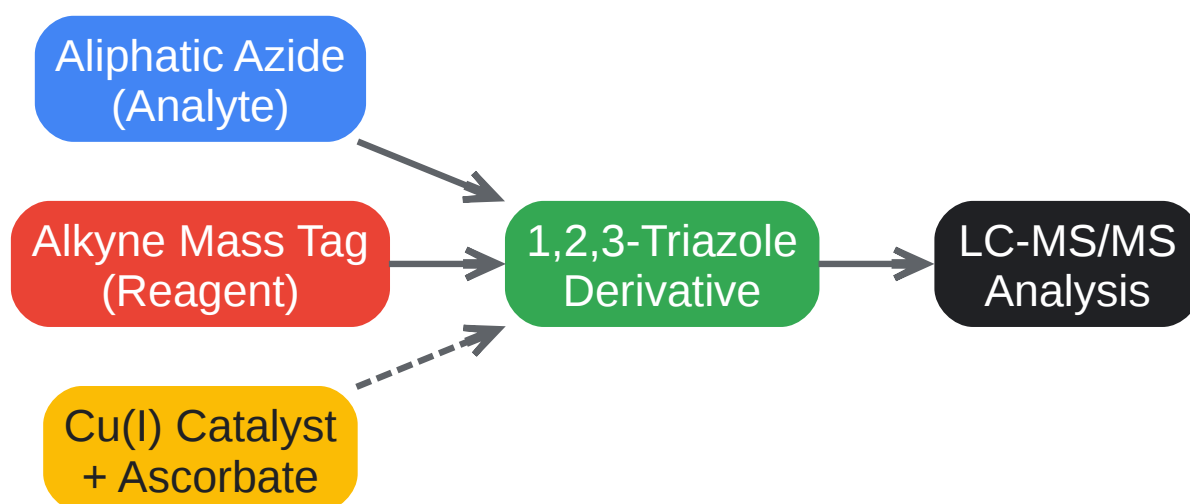 Aliphatic Azide
(Analyte)
Alkyne Mass Tag
(Reagent)
1,2,3-Triazole
Derivative
LC-MS/MS
Analysis
Cu(I) Catalyst
+ Ascorbate